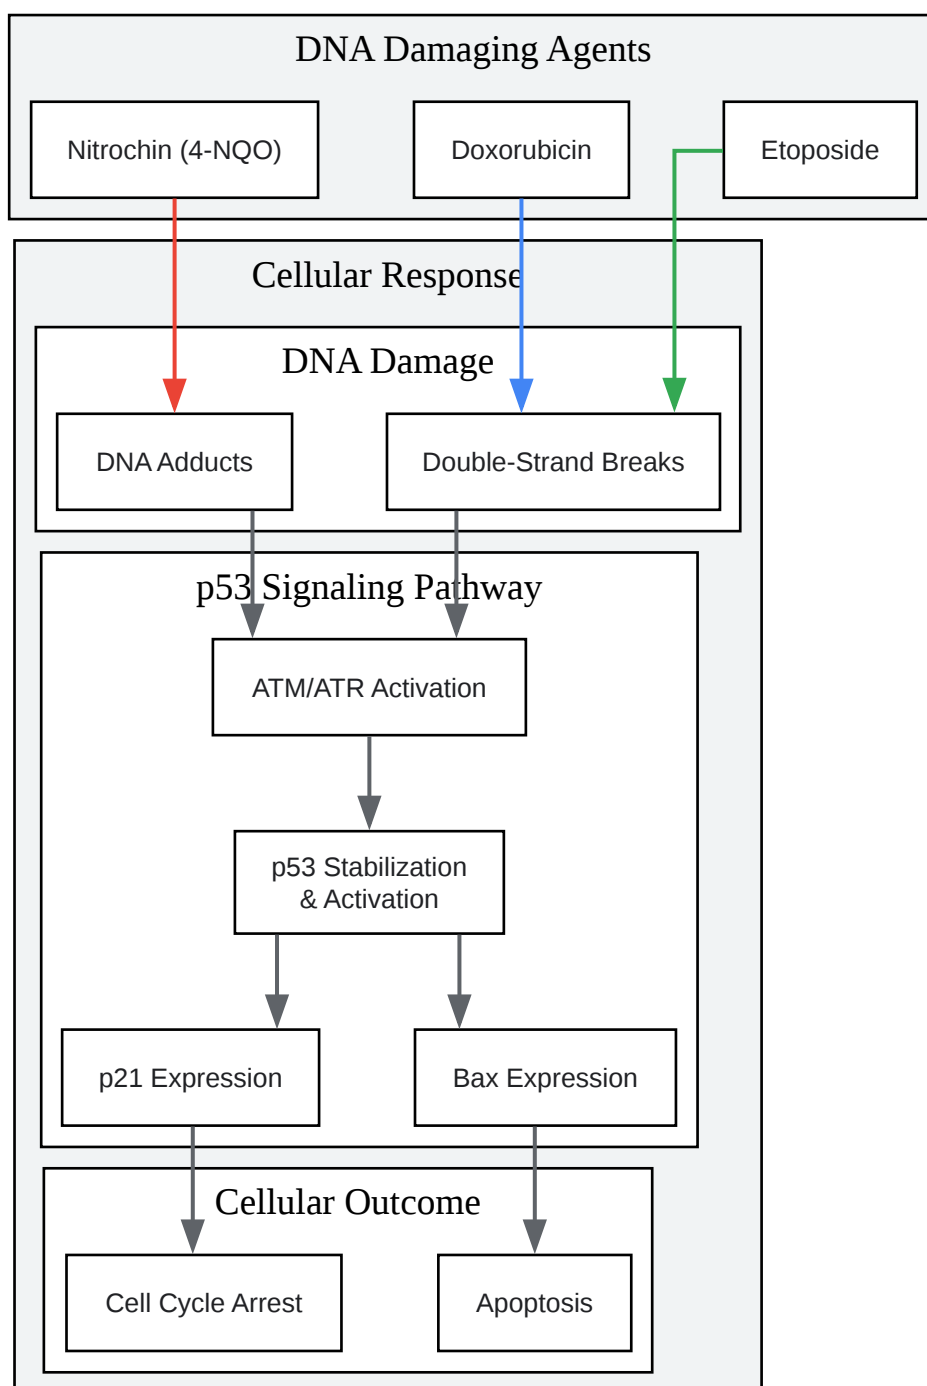 DNA Damaging Agents
Nitrochin (4-NQO)
Doxorubicin
Etoposide
Cellular Response
DNA Damage
DNA Adducts
Double-Strand Breaks
p53 Signaling Pathway
ATM/ATR Activation
p53 Stabilization
& Activation
p21 Expression
Bax Expression
Cellular Outcome
Cell Cycle Arrest
Apoptosis